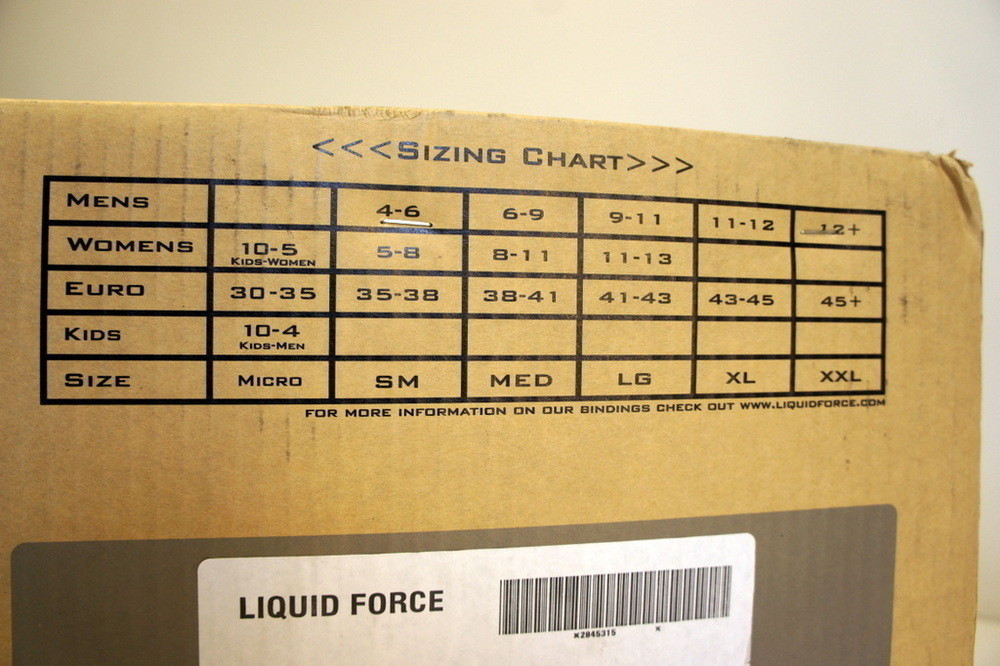 <<<Sizing Chart>>>
Mens 4-6 6-9 9-11 11-12 12+
Womens 10-5 5-8 8-11 11-13
Kids-Women
Euro 30-35 35-38 38-41 41-43 43-45 45+
Kids 10-4
Kids-Men
Size Micro SM MED LG XL XXL
FOR MORE INFORMATION ON OUR BINDINGS CHECK OUT WWW.LIQUIDFORCE.COM
LIQUID FORCE
*2845315 *